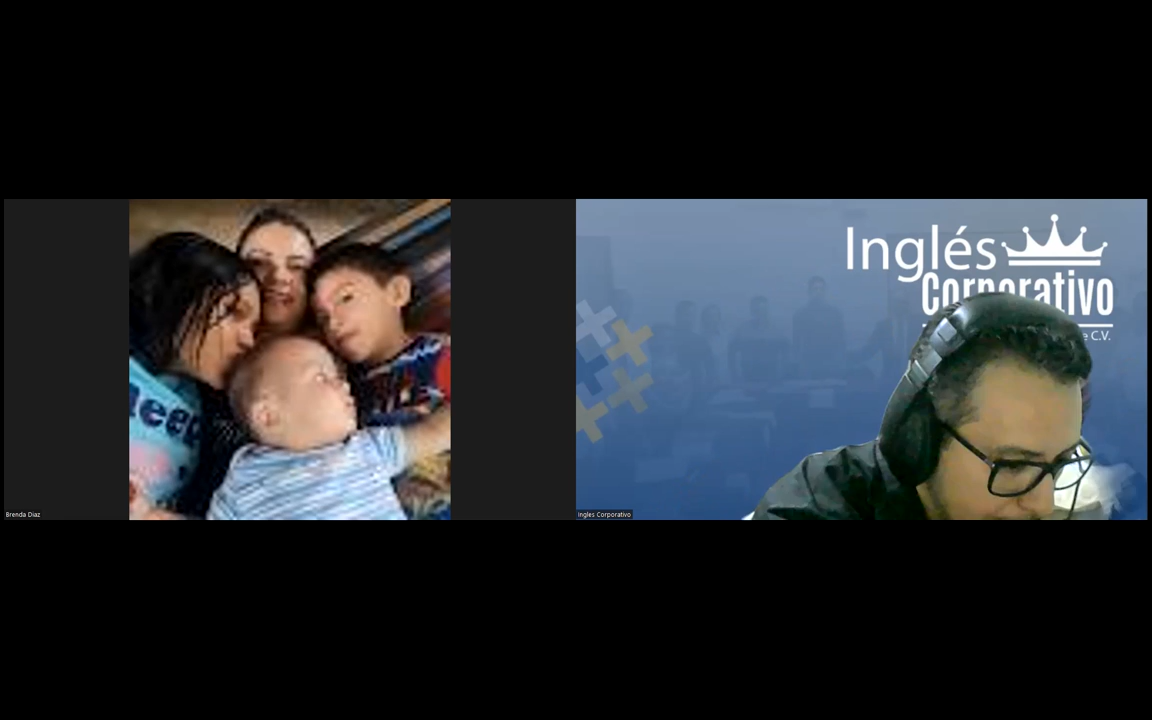 Brenda Diaz
Inglés
Corporativo
e C.V.
Ingles Corporativo